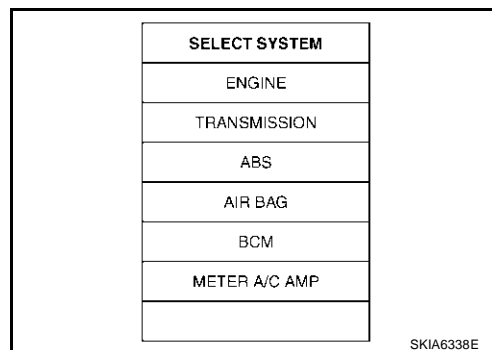 SELECT SYSTEM
ENGINE
TRANSMISSION
ABS
AIR BAG
BCM
METER A/C AMP
SKIA6338E